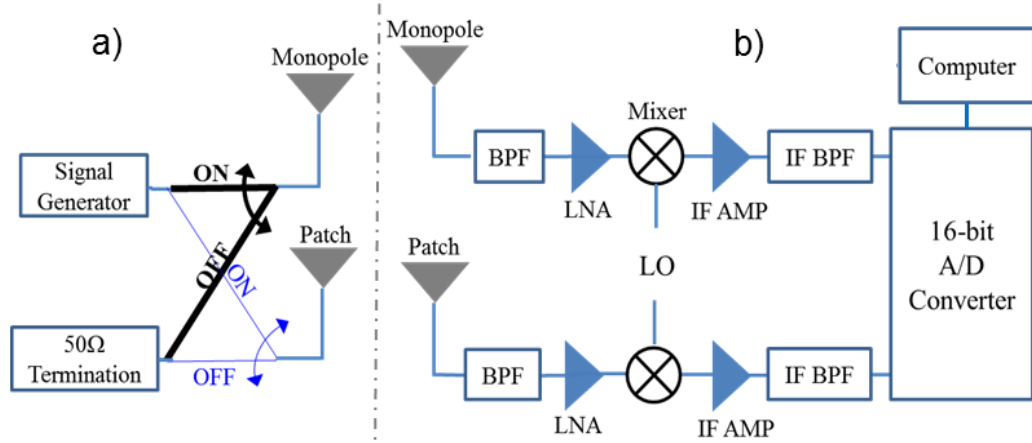 a)
Monopole
Signal
Generator
ON
OFF
ON
Patch
50Ω
Termination
OFF
b)
Monopole
BPF
LNA
Mixer
IF AMP
IF BPF
Computer
LO
16-bit
A/D
Converter
Patch
BPF
LNA
IF AMP
IF BPF